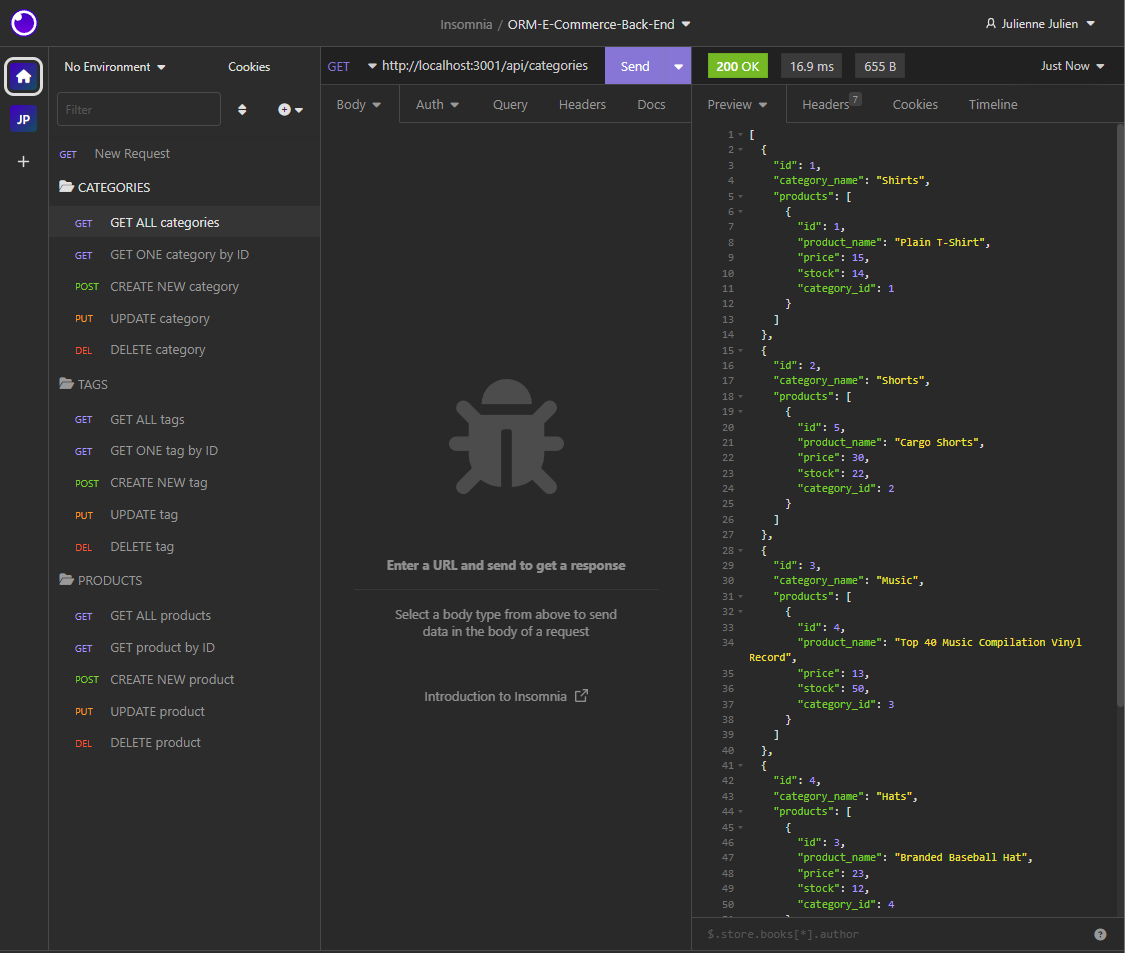 Insomnia / ORM-E-Commerce-Back-End
Julienne Julien
JP
No Environment
Cookies
Filter
GET New Request
CATEGORIES
GET GET ALL categories
GET GET ONE category by ID
POST CREATE NEW category
PUT UPDATE category
DEL DELETE category
TAGS
GET GET ALL tags
GET GET ONE tag by ID
POST CREATE NEW tag
PUT UPDATE tag
DEL DELETE tag
PRODUCTS
GET GET ALL products
GET GET product by ID
POST CREATE NEW product
PUT UPDATE product
DEL DELETE product
GET http://localhost:3001/api/categories Send
Body Auth Query Headers Docs
Enter a URL and send to get a response
Select a body type from above to send
data in the body of a request
Introduction to Insomnia
200 OK 16.9 ms 655 B Just Now
Preview Headers 7 Cookies Timeline
1 [
2 {
3 "id": 1,
4 "category_name": "Shirts",
5 "products": [
6 {
7 "id": 1,
8 "product_name": "Plain T-Shirt",
9 "price": 15,
10 "stock": 14,
11 "category_id": 1
12 }
13 ]
14 },
15 {
16 "id": 2,
17 "category_name": "Shorts",
18 "products": [
19 {
20 "id": 5,
21 "product_name": "Cargo Shorts",
22 "price": 30,
23 "stock": 22,
24 "category_id": 2
25 }
26 ]
27 },
28 {
29 "id": 3,
30 "category_name": "Music",
31 "products": [
32 {
33 "id": 4,
34 "product_name": "Top 40 Music Compilation Vinyl
Record",
35 "price": 13,
36 "stock": 50,
37 "category_id": 3
38 }
39 ]
40 },
41 {
42 "id": 4,
43 "category_name": "Hats",
44 "products": [
45 {
46 "id": 3,
47 "product_name": "Branded Baseball Hat",
48 "price": 23,
49 "stock": 12,
50 "category_id": 4
$.store.books[*].author